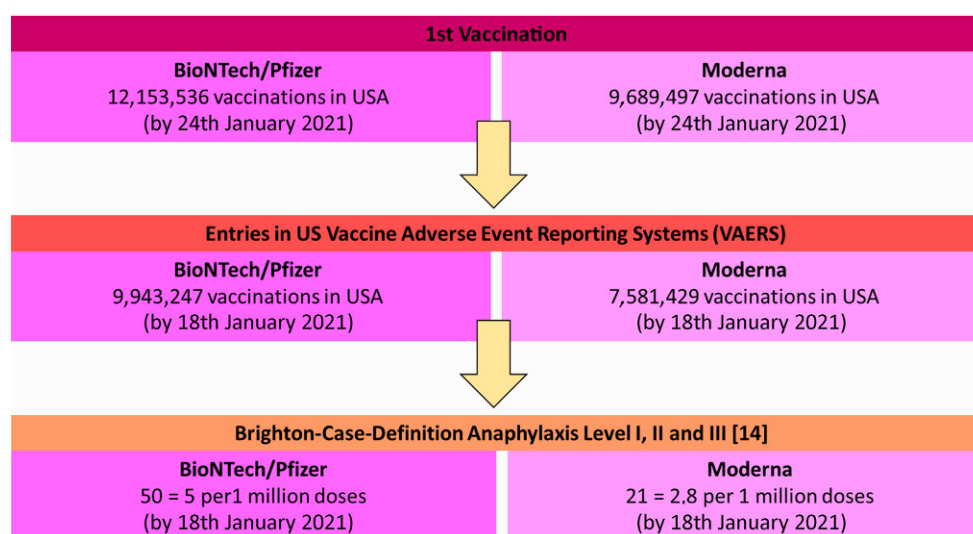 1st Vaccination
BioNTech/Pfizer
12,153,536 vaccinations in USA
(by 24th January 2021)
Moderna
9,689,497 vaccinations in USA
(by 24th January 2021)
Entries in US Vaccine Adverse Event Reporting Systems (VAERS)
BioNTech/Pfizer
9,943,247 vaccinations in USA
(by 18th January 2021)
Moderna
7,581,429 vaccinations in USA
(by 18th January 2021)
Brighton-Case-Definition Anaphylaxis Level I, II and III [14]
BioNTech/Pfizer
50 = 5 per1 million doses
(by 18th January 2021)
Moderna
21 = 2,8 per 1 million doses
(by 18th January 2021)